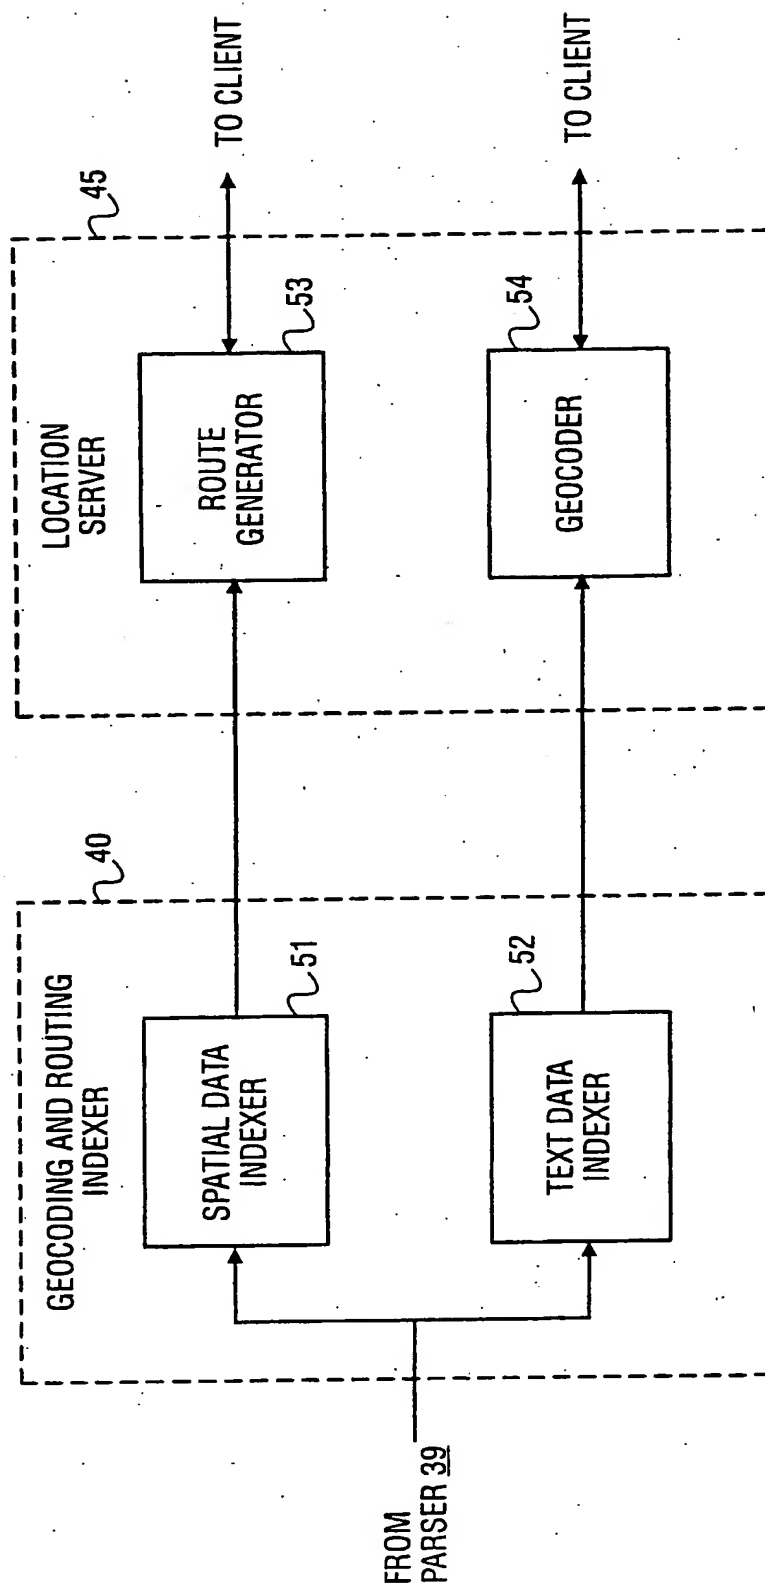 FROM
PARSER 39
GEOCODING AND ROUTING
INDEXER
40
SPATIAL DATA
INDEXER
51
TEXT DATA
INDEXER
52
LOCATION
SERVER
45
ROUTE
GENERATOR
53
GEOCODER
54
TO CLIENT
TO CLIENT